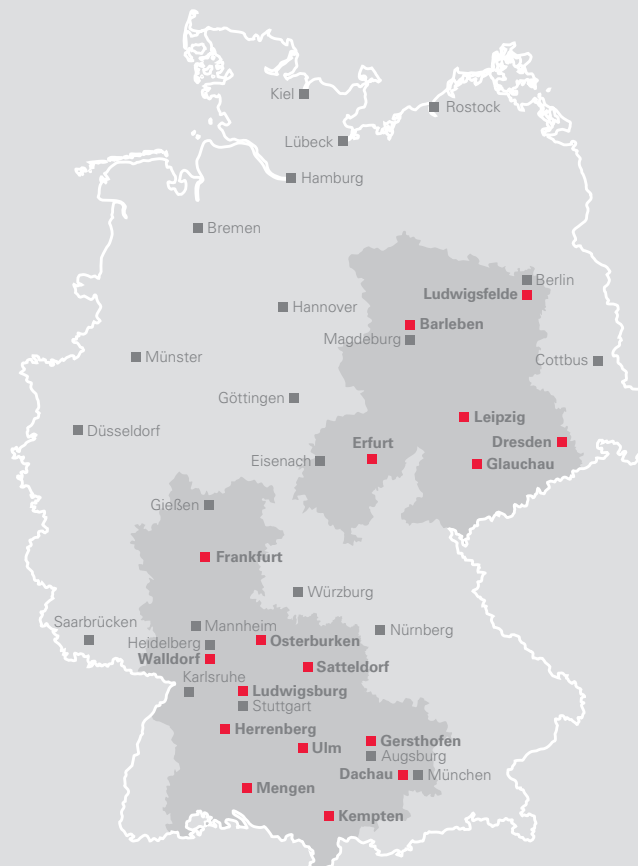 Kiel
Rostock
Lübeck
Hamburg
Bremen
Berlin
Ludwigsfelde
Hannover
Barleben
Magdeburg
Münster
Cottbus
Göttingen
Leipzig
Düsseldorf
Dresden
Erfurt
Eisenach
Glauchau
Gießen
Frankfurt
Würzburg
Saarbrücken
Mannheim
Nürnberg
Heidelberg
Osterburken
Walldorf
Satteldorf
Karlsruhe
Ludwigsburg
Stuttgart
Herrenberg
Gersthofen
Ulm
Augsburg
Dachau
München
Mengen
Kempten